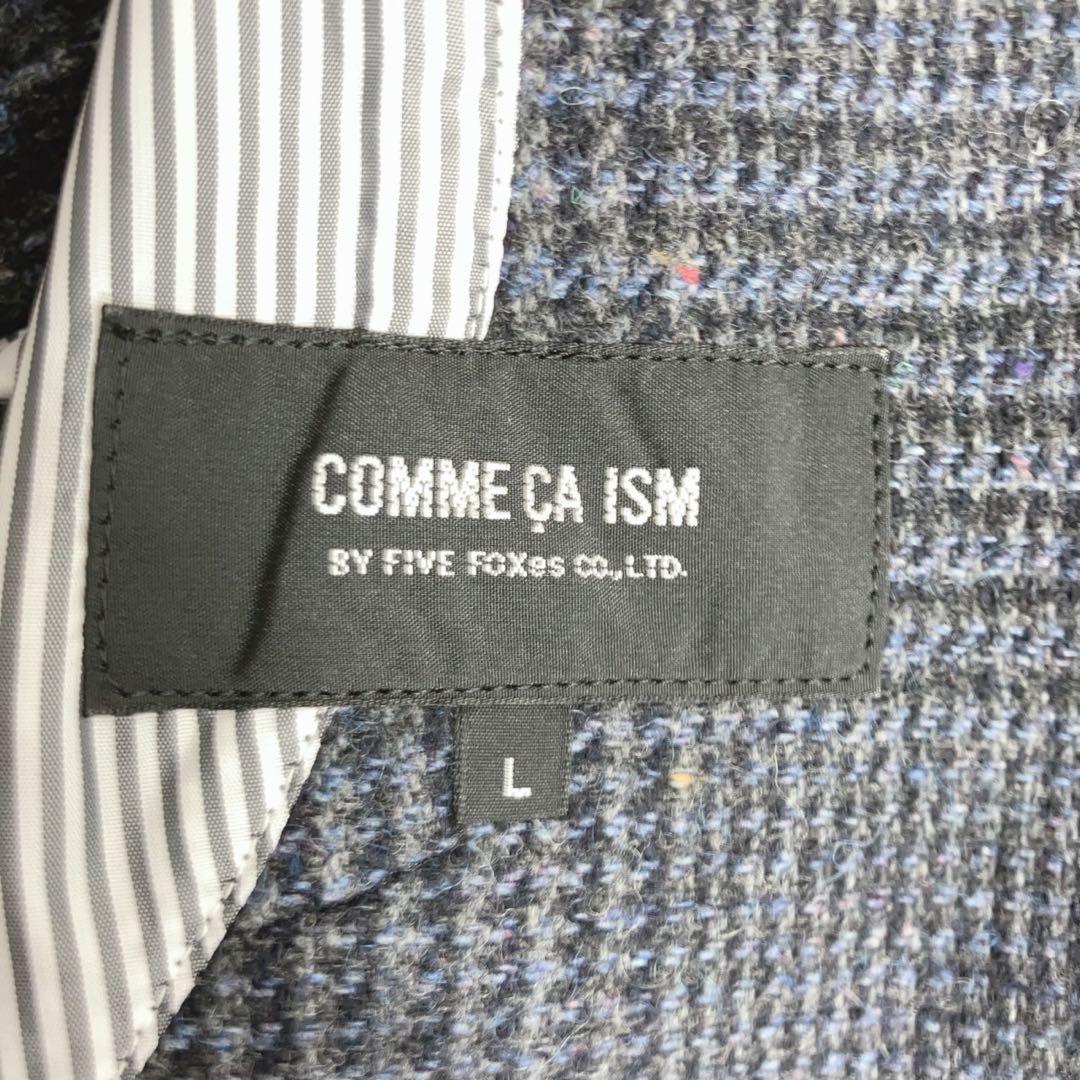 COMME ÇA ISM
BY FIVE FOXes CO.,LTD.
L